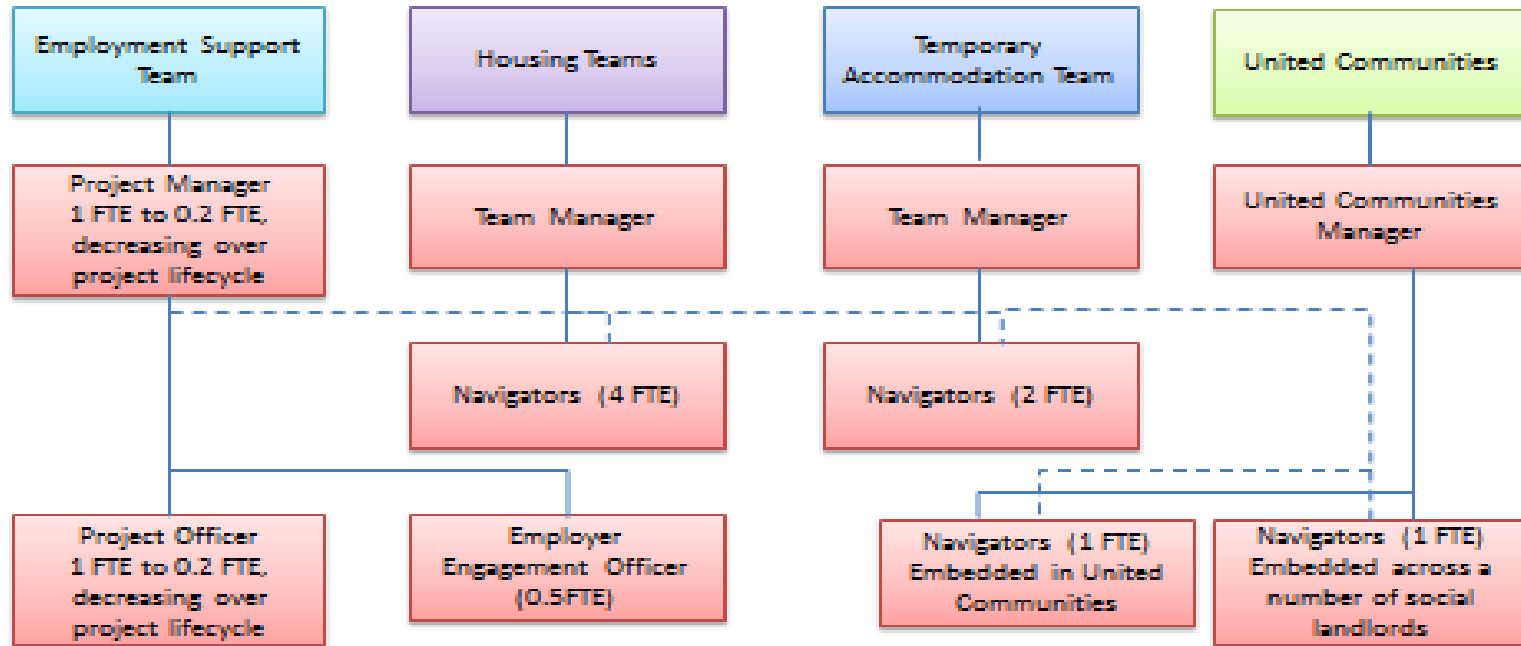 Employment Support
Team
Housing Teams
Temporary
Accommodation Team
United Communities
Project Manager
1 FTE to 0.2 FTE,
decreasing over
project lifecycle
Team Manager
Team Manager
United Communities
Manager
Navigators (4 FTE)
Navigators (2 FTE)
Project Officer
1 FTE to 0.2 FTE,
decreasing over
project lifecycle
Employer
Engagement Officer
(0.5FTE)
Navigators (1 FTE)
Embedded in United
Communities
Navigators (1 FTE)
Embedded across a
number of social
landlords